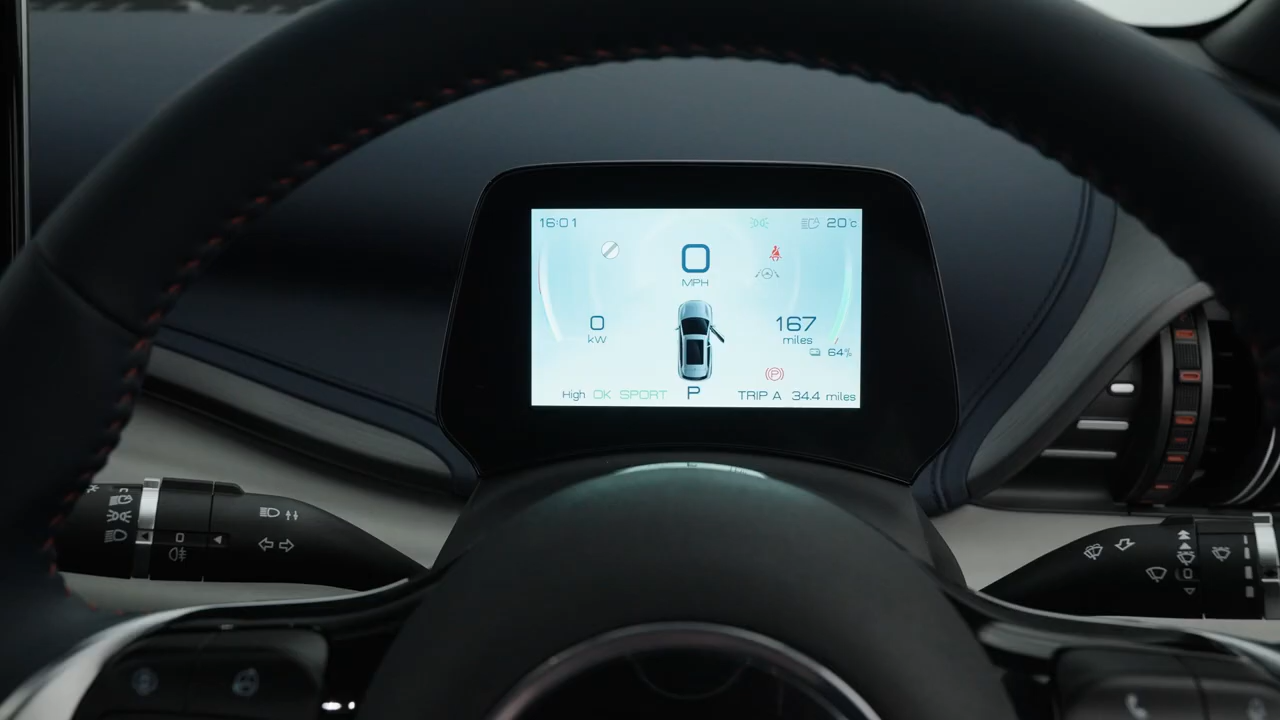 16:01
20°c
0
MPH
0
kW
167
miles
64%
High OK SPORT
P
TRIP A 34.4 miles